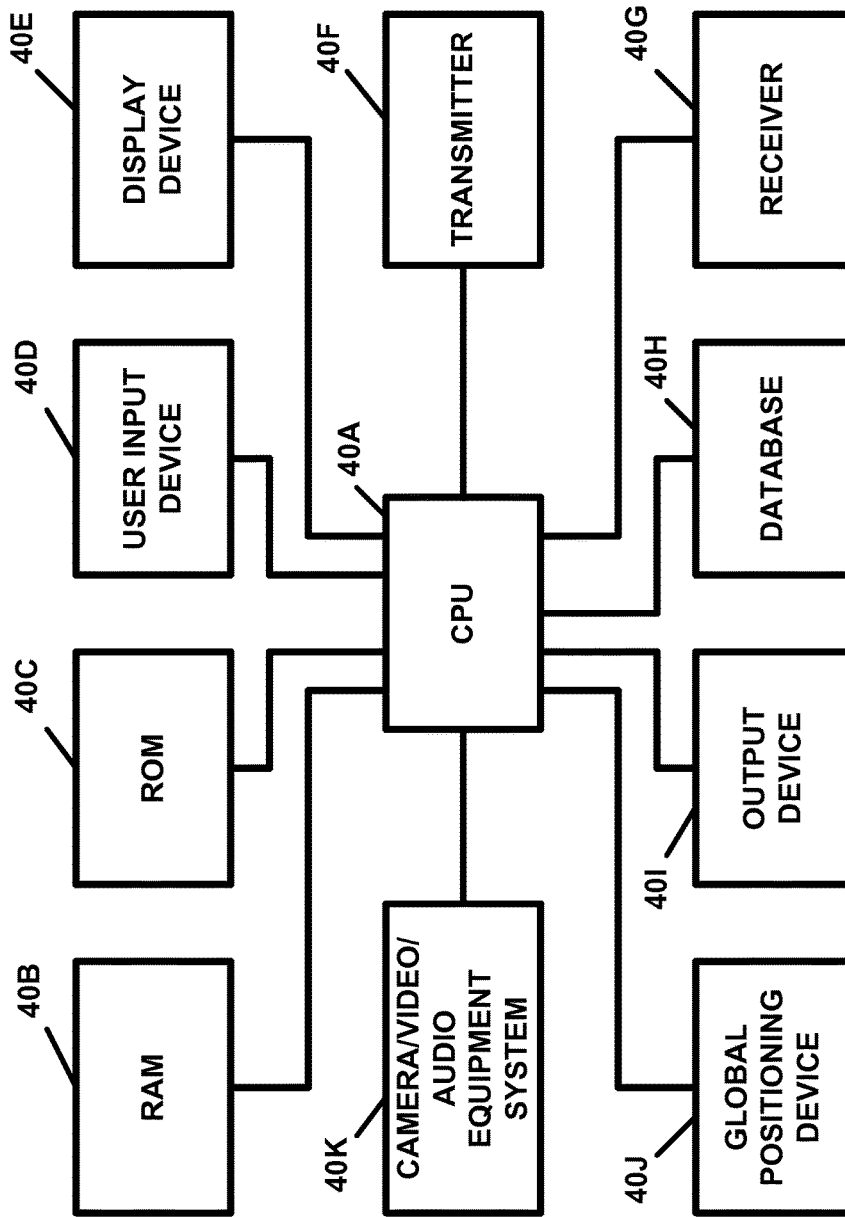 40B
RAM
40C
ROM
40D
USER INPUT
DEVICE
40E
DISPLAY
DEVICE
40K
CAMERA/VIDEO/
AUDIO
EQUIPMENT
SYSTEM
40A
CPU
40F
TRANSMITTER
40J
GLOBAL
POSITIONING
DEVICE
40I
OUTPUT
DEVICE
40H
DATABASE
40G
RECEIVER